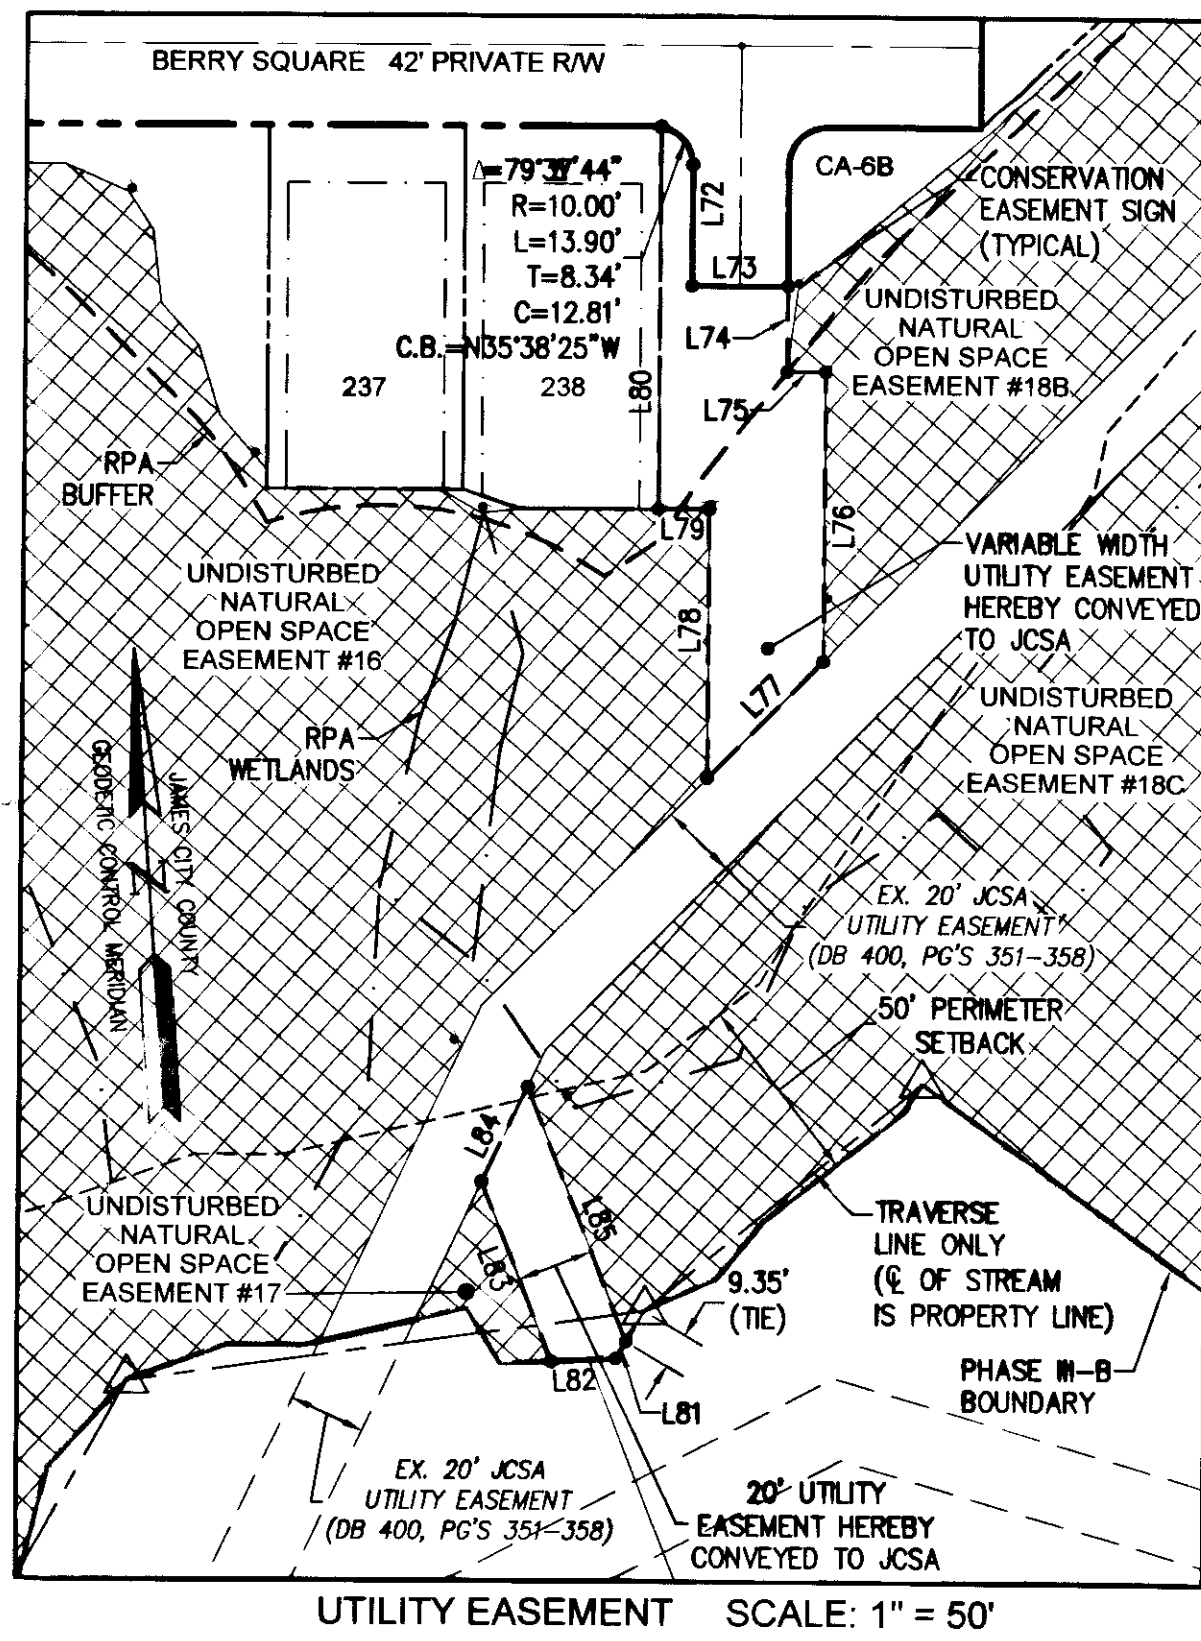 BERRY SQUARE 42' PRIVATE R/W
R=10.00'
L=13.90'
T=8.34'
C=12.81'
C.B.=N35°38'25"W
L72
CA-6B
CONSERVATION
EASEMENT SIGN
(TYPICAL)
L73
UNDISTURBED
NATURAL
OPEN SPACE
EASEMENT #18B
L74
237
238
L80
L75
RPA
BUFFER
L79
L76
VARIABLE WIDTH
UTILITY EASEMENT
HEREBY CONVEYED
TO JCSA
UNDISTURBED
NATURAL
OPEN SPACE
EASEMENT #16
L78
L77
RPA
WETLANDS
UNDISTURBED
NATURAL
OPEN SPACE
EASEMENT #18C
JAMES CITY COUNTY
GEODETIC CONTROL MERIDIAN
N
EX. 20' JCSA
UTILITY EASEMENT
(DB 400, PG'S 351-358)
50' PERIMETER
SETBACK
L84
UNDISTURBED
NATURAL
OPEN SPACE
EASEMENT #17
L83
L85
TRAVERSE
LINE ONLY
(℄ OF STREAM
IS PROPERTY LINE)
9.35'
(TIE)
L82
L81
PHASE III-B
BOUNDARY
EX. 20' JCSA
UTILITY EASEMENT
(DB 400, PG'S 351-358)
20' UTILITY
EASEMENT HEREBY
CONVEYED TO JCSA
UTILITY EASEMENT SCALE: 1" = 50'